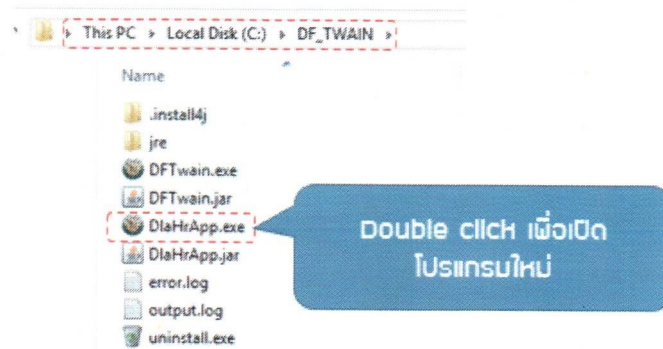 This PC Local Disk (C:) DF_TWAIN
Name
.install4j
jre
DFTwain.exe
DFTwain.jar
DlaHrApp.exe
DlaHrApp.jar
error.log
output.log
uninstall.exe
Double click เพื่อเปิด
โปรแกรมใหม่